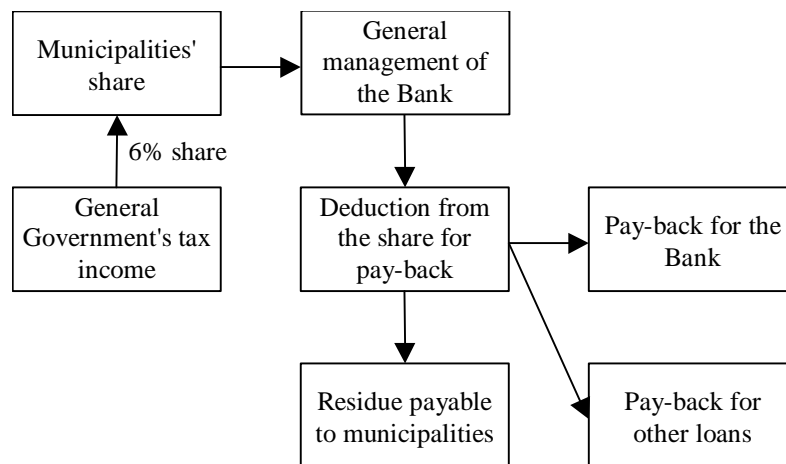 Municipalities'
share
General
management of
the Bank
6% share
General
Government's tax
income
Deduction from
the share for
pay-back
Pay-back for the
Bank
Residue payable
to municipalities
Pay-back for
other loans